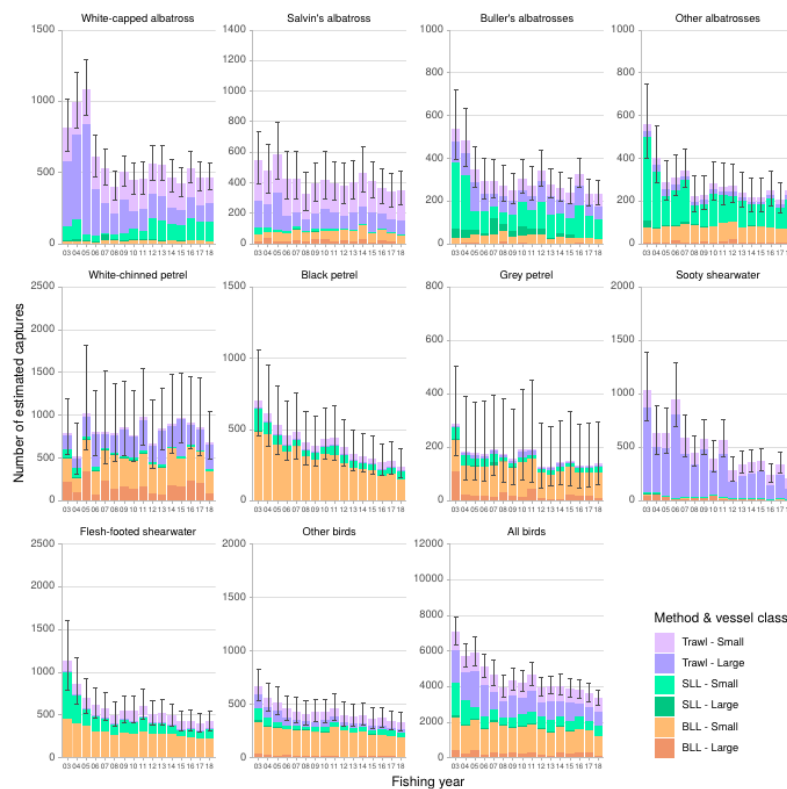 White-capped albatross
Salvin's albatross
Buller's albatrosses
Other albatrosses
1500
1000
500
0
1400
1200
1000
800
600
400
200
0
1000
800
600
400
200
0
1000
800
600
400
200
0
03 04 05 06 07 08 09 10 11 12 13 14 15 16 17 18
03 04 05 06 07 08 09 10 11 12 13 14 15 16 17 18
03 04 05 06 07 08 09 10 11 12 13 14 15 16 17 18
03 04 05 06 07 08 09 10 11 12 13 14 15 16 17 18
White-chinned petrel
Black petrel
Grey petrel
Sooty shearwater
2500
2000
1500
1000
500
0
1500
1000
500
0
800
600
400
200
0
2000
1500
1000
500
0
03 04 05 06 07 08 09 10 11 12 13 14 15 16 17 18
03 04 05 06 07 08 09 10 11 12 13 14 15 16 17 18
03 04 05 06 07 08 09 10 11 12 13 14 15 16 17 18
03 04 05 06 07 08 09 10 11 12 13 14 15 16 17 18
Number of estimated captures
Flesh-footed shearwater
Other birds
All birds
2500
2000
1500
1000
500
0
2000
1500
1000
500
0
12000
10000
8000
6000
4000
2000
0
03 04 05 06 07 08 09 10 11 12 13 14 15 16 17 18
03 04 05 06 07 08 09 10 11 12 13 14 15 16 17 18
03 04 05 06 07 08 09 10 11 12 13 14 15 16 17 18
Fishing year
Method & vessel class
Trawl - Small
Trawl - Large
SLL - Small
SLL - Large
BLL - Small
BLL - Large